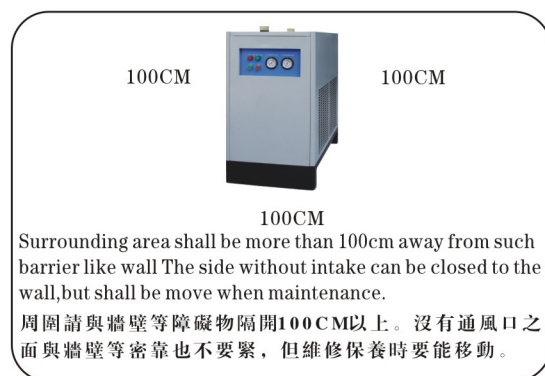 100CM 100CM
100CM
Surrounding area shall be more than 100cm away from such
barrier like wall The side without intake can be closed to the
wall,but shall be move when maintenance.
周圍請與牆壁等障礙物隔開100CM以上。沒有通風口之
面與牆壁等密靠也不要緊，但維修保養時要能移動。